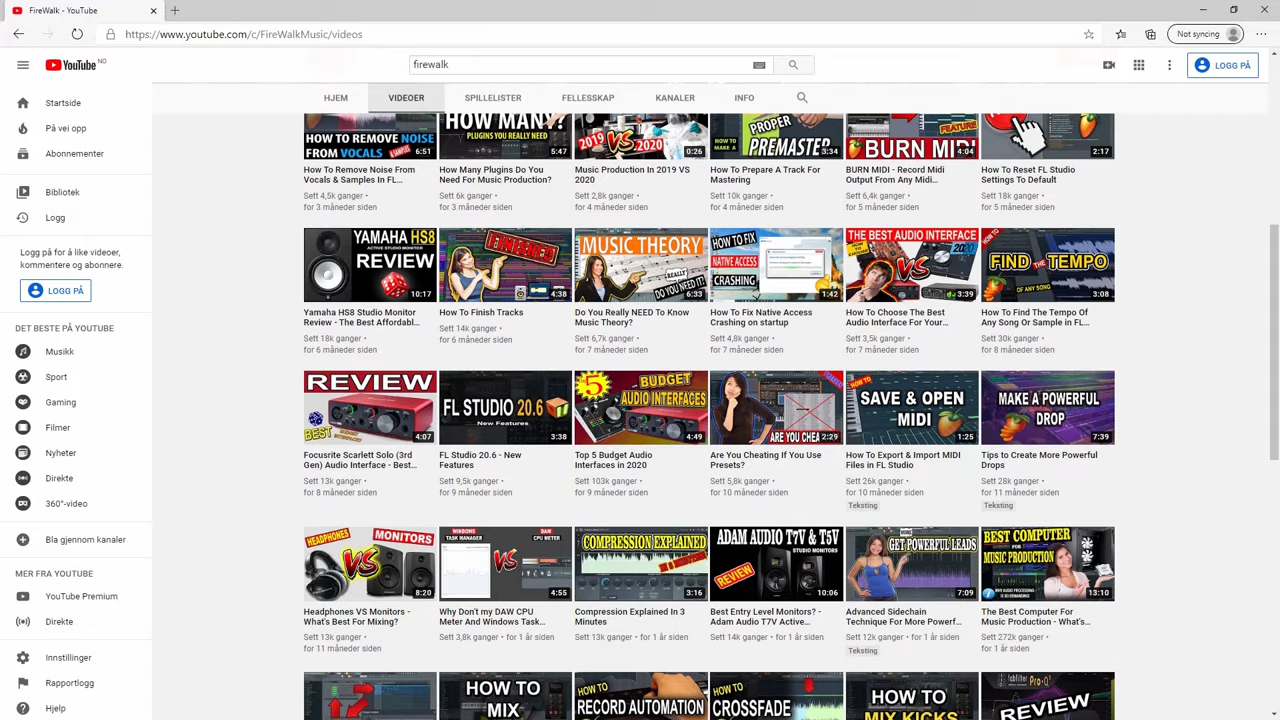 FireWalk - YouTube
https://www.youtube.com/c/FireWalkMusic/videos
Not syncing
YouTube NO
firewalk
LOGG PÅ
HJEM VIDEOER SPILLELISTER FELLESSKAP KANALER INFO
Startside
På vei opp
Abonnementer
Bibliotek
Logg
Logg på for å like videoer,
kommentere og abonnere.
LOGG PÅ
DET BESTE PÅ YOUTUBE
Musikk
Sport
Gaming
Filmer
Nyheter
Direkte
360°-video
Bla gjennom kanaler
MER FRA YOUTUBE
YouTube Premium
Direkte
Innstillinger
Rapportlogg
Hjelp
HOW TO REMOVE NOISE
FROM VOCALS & SAMPLES
6:51
How To Remove Noise From
Vocals & Samples In FL...
Sett 4,5k ganger •
for 3 måneder siden
HOW MANY?
PLUGINS YOU REALLY NEED
5:47
How Many Plugins Do You
Need For Music Production?
Sett 6k ganger •
for 3 måneder siden
2019 VS 2020
0:26
Music Production In 2019 VS
2020
Sett 2,8k ganger •
for 4 måneder siden
HOW TO
MAKE A
PROPER
PREMASTER
3:34
How To Prepare A Track For
Mastering
Sett 10k ganger •
for 4 måneder siden
FEATURE
BURN MIDI
4:04
BURN MIDI - Record Midi
Output From Any Midi...
Sett 6,4k ganger •
for 5 måneder siden
2:17
How To Reset FL Studio
Settings To Default
Sett 18k ganger •
for 5 måneder siden
YAMAHA HS8
ACTIVE STUDIO MONITOR
REVIEW
10:17
Yamaha HS8 Studio Monitor
Review - The Best Affordabl...
Sett 18k ganger •
for 6 måneder siden
FINISHED
4:38
How To Finish Tracks
Sett 14k ganger •
for 6 måneder siden
MUSIC THEORY
REALLY
DO YOU NEED IT?
6:33
Do You Really NEED To Know
Music Theory?
Sett 6,7k ganger •
for 7 måneder siden
HOW TO FIX
NATIVE ACCESS
CRASHING
1:42
How To Fix Native Access
Crashing on startup
Sett 4,8k ganger •
for 7 måneder siden
THE BEST AUDIO INTERFACE
2020
VS
3:39
How To Choose The Best
Audio Interface For Your...
Sett 3,5k ganger •
for 7 måneder siden
HOW TO
FIND THE TEMPO
OF ANY SONG OR SAMPLE
3:08
How To Find The Tempo Of
Any Song Or Sample in FL...
Sett 30k ganger •
for 8 måneder siden
REVIEW
BEST
4:07
Focusrite Scarlett Solo (3rd
Gen) Audio Interface - Best...
Sett 13k ganger •
for 8 måneder siden
FL STUDIO 20.6
New Features
3:38
FL Studio 20.6 - New
Features
Sett 9,5k ganger •
for 9 måneder siden
5
BUDGET
AUDIO INTERFACES
4:49
Top 5 Budget Audio
Interfaces in 2020
Sett 103k ganger •
for 9 måneder siden
ARE YOU CHEA
2:29
Are You Cheating If You Use
Presets?
Sett 5,8k ganger •
for 10 måneder siden
HOW TO
SAVE & OPEN
MIDI
1:25
How To Export & Import MIDI
Files in FL Studio
Sett 26k ganger •
for 10 måneder siden
Teksting
MAKE A POWERFUL
DROP
7:39
Tips to Create More Powerful
Drops
Sett 28k ganger •
for 11 måneder siden
Teksting
HEADPHONES
MONITORS
VS
8:20
Headphones VS Monitors -
What's Best For Mixing?
Sett 13k ganger •
for 11 måneder siden
WINDOWS
TASK MANAGER
DAW
CPU METER
VS
4:55
Why Don't my DAW CPU
Meter And Windows Task...
Sett 3,8k ganger • for 1 år siden
COMPRESSION EXPLAINED
3:16
Compression Explained In 3
Minutes
Sett 13k ganger • for 1 år siden
ADAM AUDIO T7V & T5V
STUDIO MONITORS
REVIEW
10:06
Best Entry Level Monitors? -
Adam Audio T7V Active...
Sett 14k ganger • for 1 år siden
GET POWERFUL LEADS
7:09
Advanced Sidechain
Technique For More Powerf...
Sett 12k ganger • for 1 år siden
Teksting
BEST COMPUTER
FOR
MUSIC PRODUCTION
13:10
The Best Computer For
Music Production - What's...
Sett 272k ganger •
for 1 år siden
HOW TO
MIX
HOW TO
RECORD AUTOMATION
HOW TO
CROSSFADE
HOW TO
MIX KICKS
fabfilter Pro-Q
REVIEW